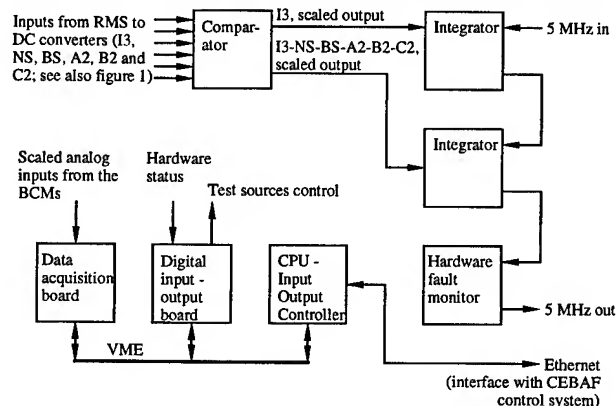 Inputs from RMS to
DC converters (I3,
NS, BS, A2, B2 and
C2; see also figure 1)
Compar-
ator
I3, scaled output
I3-NS-BS-A2-B2-C2,
scaled output
Integrator
5 MHz in
Integrator
Scaled analog
inputs from the
BCMs
Hardware
status
Test sources control
Data
acquisition
board
Digital
input -
output
board
CPU -
Input
Output
Controller
Hardware
fault
monitor
5 MHz out
VME
Ethernet
(interface with CEBAF
control system)